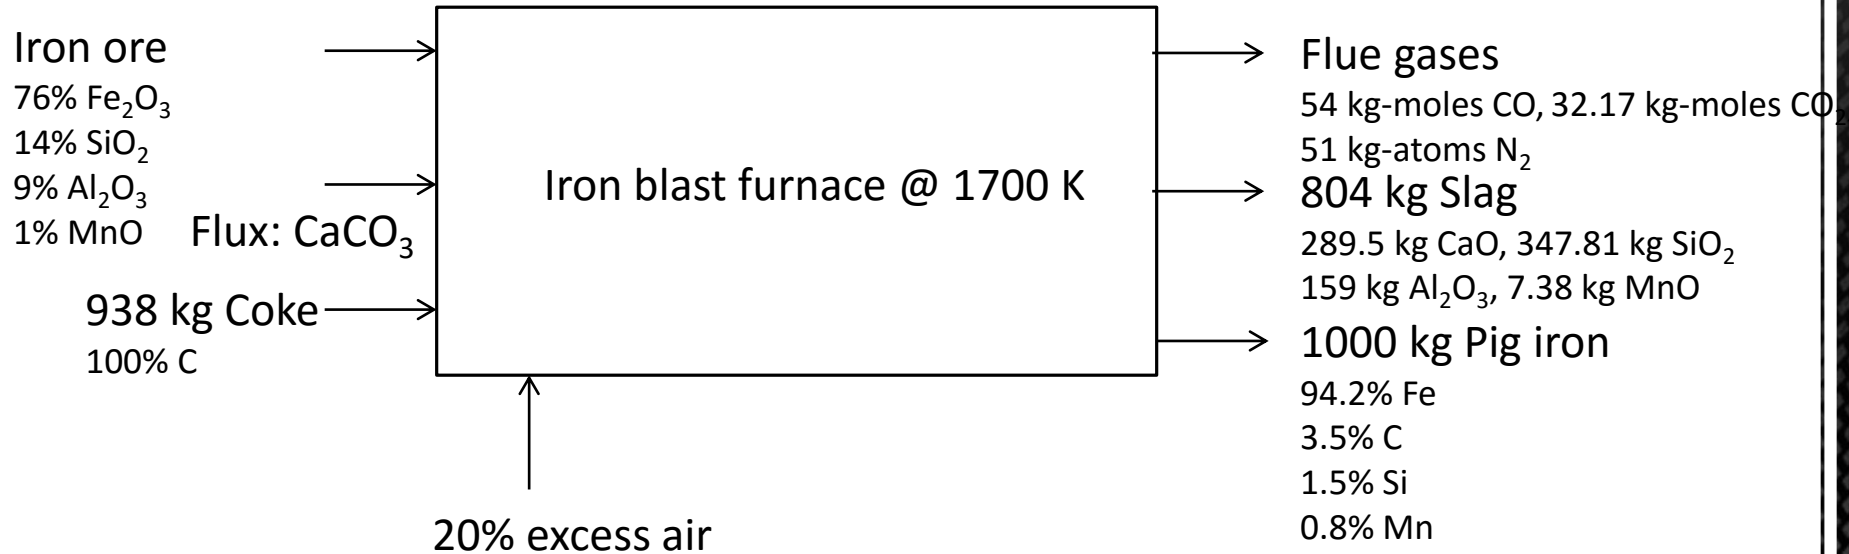 Iron ore
76% Fe₂O₃
14% SiO₂
9% Al₂O₃
1% MnO
Flux: CaCO₃
938 kg Coke
100% C
Iron blast furnace @ 1700 K
20% excess air
Flue gases
54 kg-moles CO, 32.17 kg-moles CO₂
51 kg-atoms N₂
804 kg Slag
289.5 kg CaO, 347.81 kg SiO₂
159 kg Al₂O₃, 7.38 kg MnO
1000 kg Pig iron
94.2% Fe
3.5% C
1.5% Si
0.8% Mn